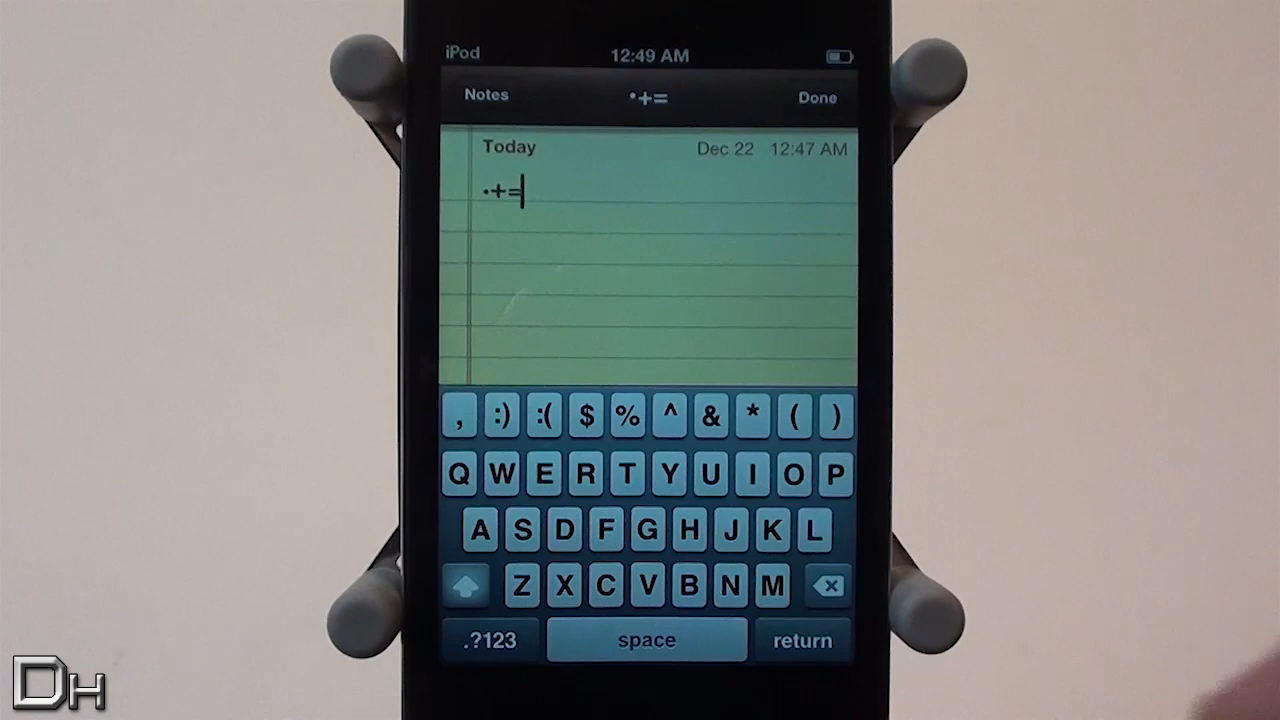 iPod 12:49 AM
Notes •+= Done
Today Dec 22 12:47 AM
•+=
, :) :( $ % ^ & * ( )
Q W E R T Y U I O P
A S D F G H J K L
Z X C V B N M
.?123 space return
DH